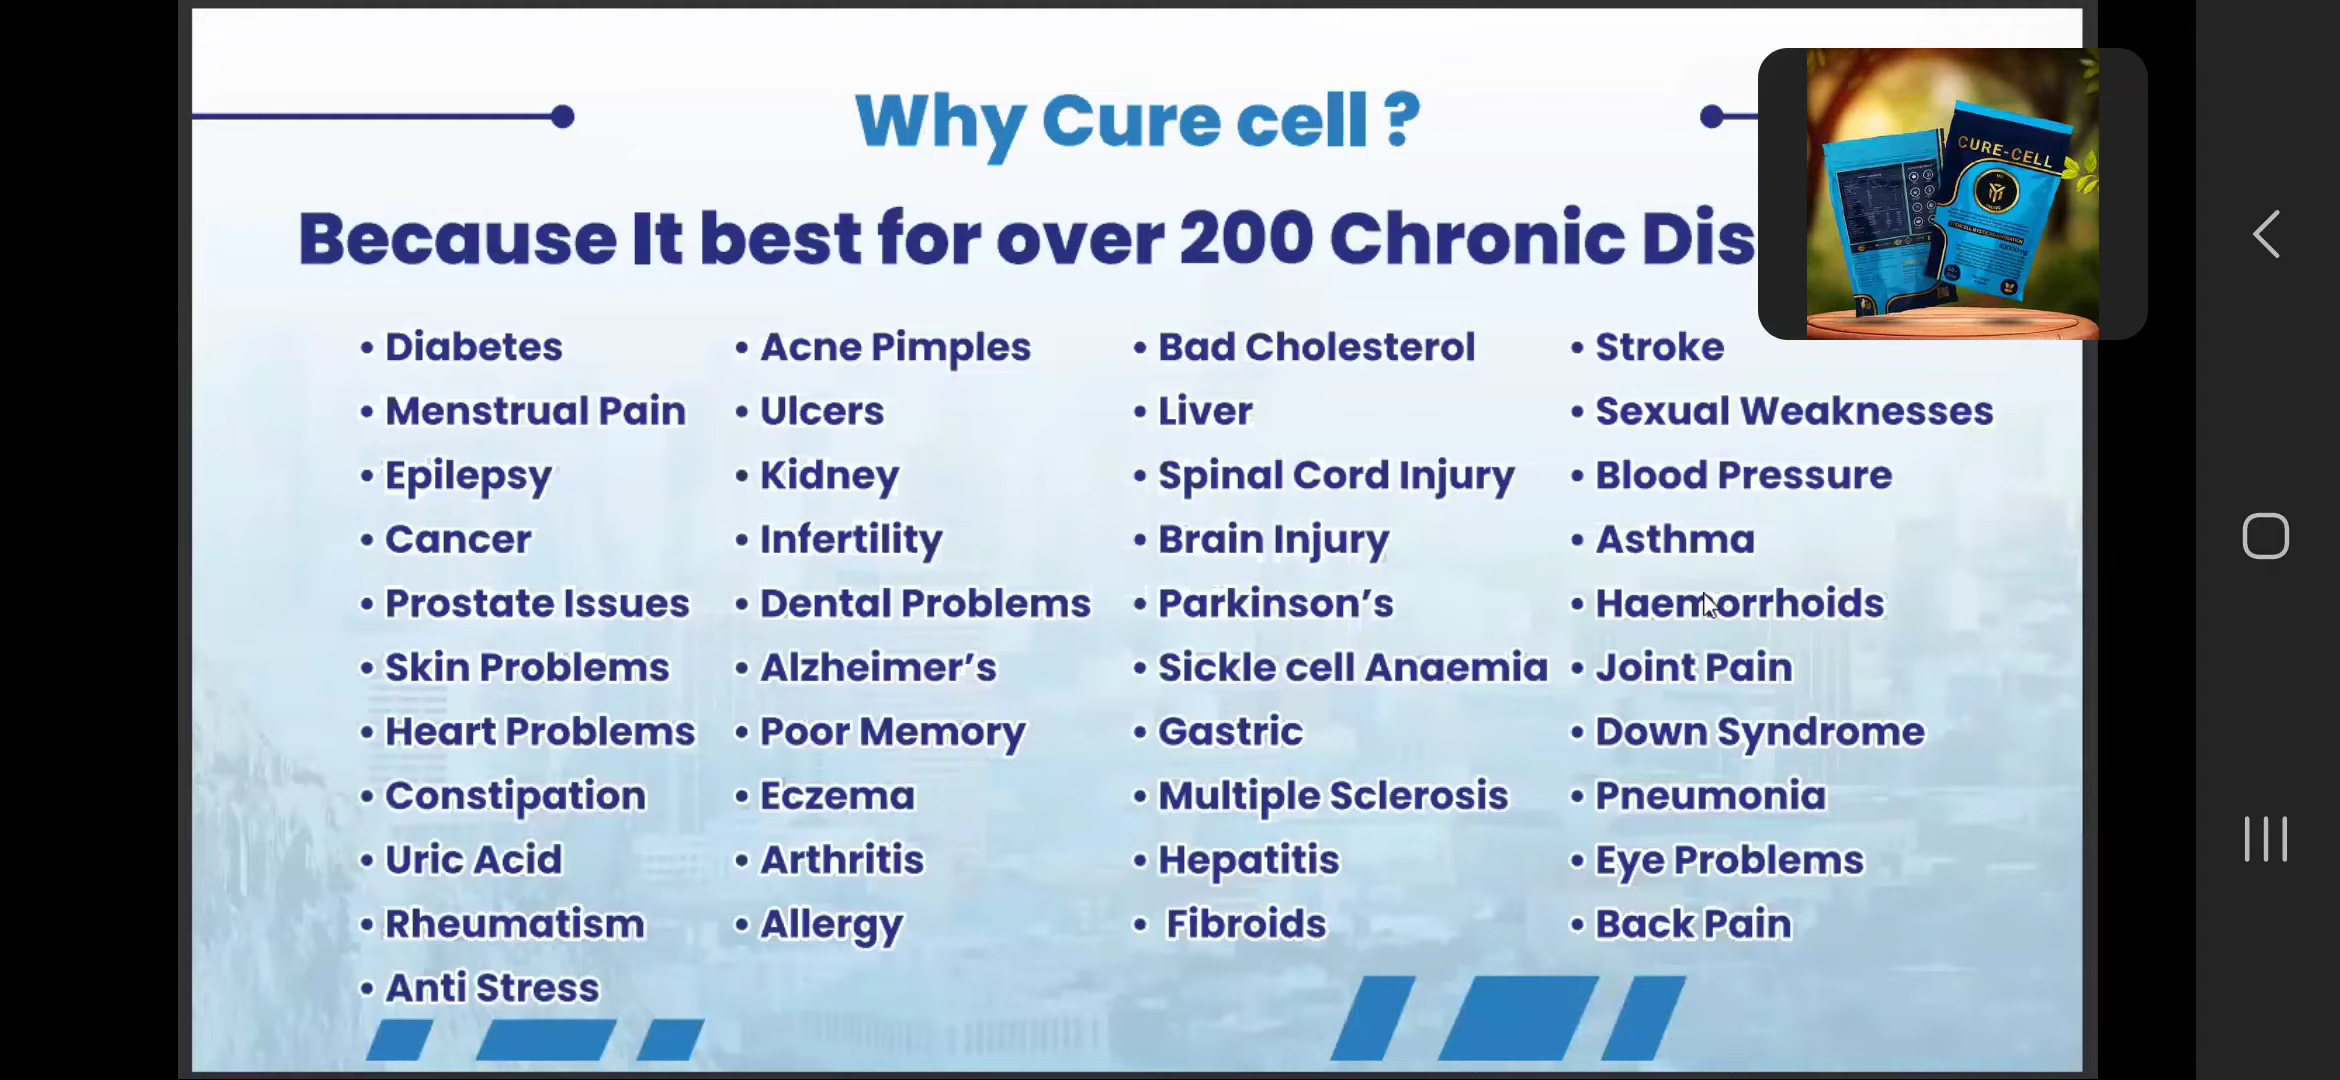 Why Cure cell ?
Because It best for over 200 Chronic Dis
CURE-CELL
• Diabetes
• Menstrual Pain
• Epilepsy
• Cancer
• Prostate Issues
• Skin Problems
• Heart Problems
• Constipation
• Uric Acid
• Rheumatism
• Anti Stress
• Acne Pimples
• Ulcers
• Kidney
• Infertility
• Dental Problems
• Alzheimer’s
• Poor Memory
• Eczema
• Arthritis
• Allergy
• Bad Cholesterol
• Liver
• Spinal Cord Injury
• Brain Injury
• Parkinson’s
• Sickle cell Anaemia
• Gastric
• Multiple Sclerosis
• Hepatitis
• Fibroids
• Stroke
• Sexual Weaknesses
• Blood Pressure
• Asthma
• Haemorrhoids
• Joint Pain
• Down Syndrome
• Pneumonia
• Eye Problems
• Back Pain